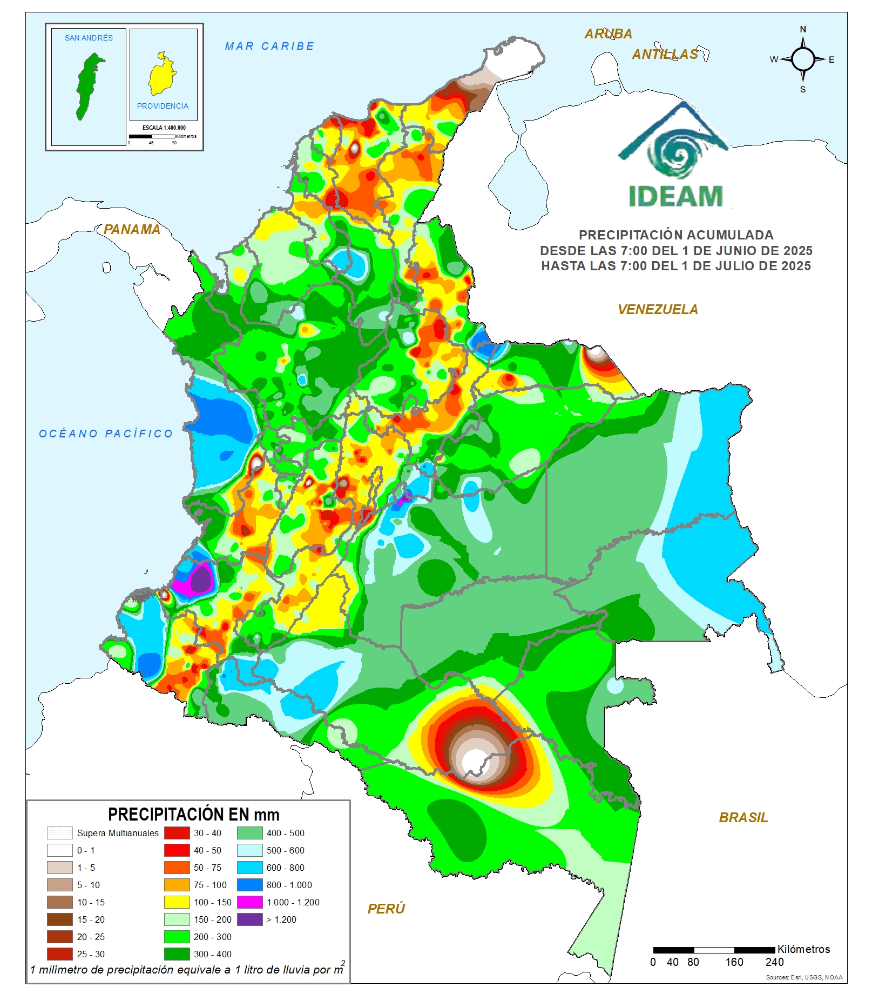 SAN ANDRÉS
PROVIDENCIA
ESCALA 1:400.000
Kilómetros
0 45 90
MAR CARIBE
ARUBA
ANTILLAS
N
W E
S
IDEAM
PANAMÁ
PRECIPITACIÓN ACUMULADA
DESDE LAS 7:00 DEL 1 DE JUNIO DE 2025
HASTA LAS 7:00 DEL 1 DE JULIO DE 2025
VENEZUELA
OCÉANO PACÍFICO
BRASIL
PERÚ
PRECIPITACIÓN EN mm
Supera Multianuales
0 - 1
1 - 5
5 - 10
10 - 15
15 - 20
20 - 25
25 - 30
30 - 40
40 - 50
50 - 75
75 - 100
100 - 150
150 - 200
200 - 300
300 - 400
400 - 500
500 - 600
600 - 800
800 - 1.000
1.000 - 1.200
> 1.200
1 milímetro de precipitación equivale a 1 litro de lluvia por m²
Kilómetros
0 40 80 160 240
Sources: Esri, USGS, NOAA